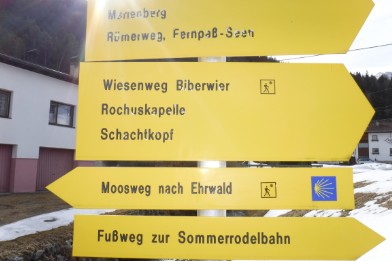 Marienberg
Römerweg, Fernpaß-Seen
Wiesenweg Biberwier
Rochuskapelle
Schachtkopf
Moosweg nach Ehrwald
Fußweg zur Sommerrodelbahn